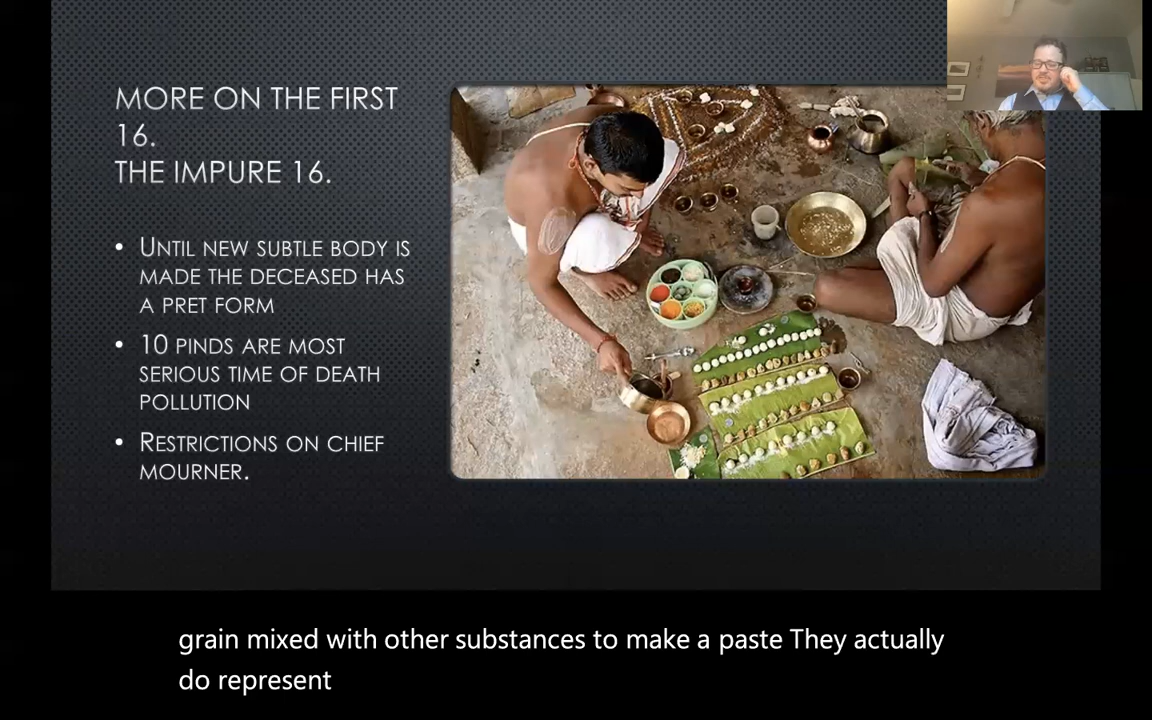 MORE ON THE FIRST
16.
THE IMPURE 16.
• UNTIL NEW SUBTLE BODY IS
MADE THE DECEASED HAS
A PRET FORM
• 10 PINDS ARE MOST
SERIOUS TIME OF DEATH
POLLUTION
• RESTRICTIONS ON CHIEF
MOURNER.
grain mixed with other substances to make a paste They actually
do represent